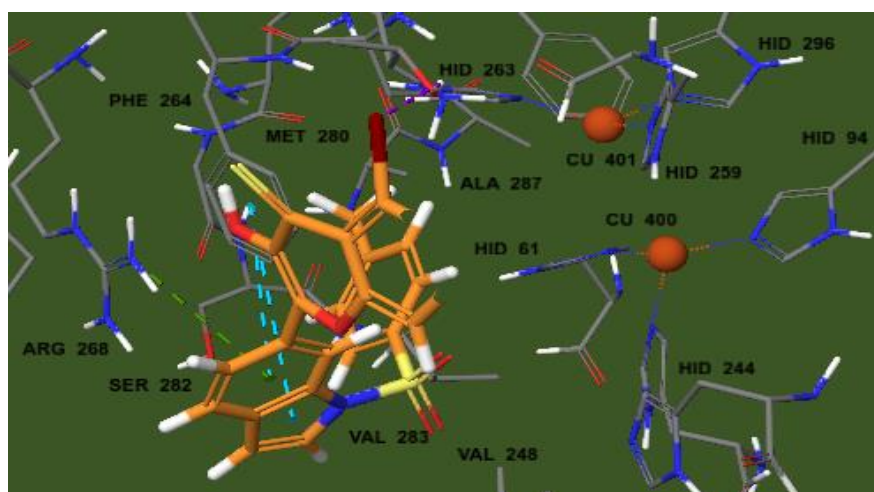 HID 296
HID 263
PHE 264
MET 280
HID 94
CU 401
HID 259
ALA 287
CU 400
HID 61
ARG 268
SER 282
HID 244
VAL 283
VAL 248